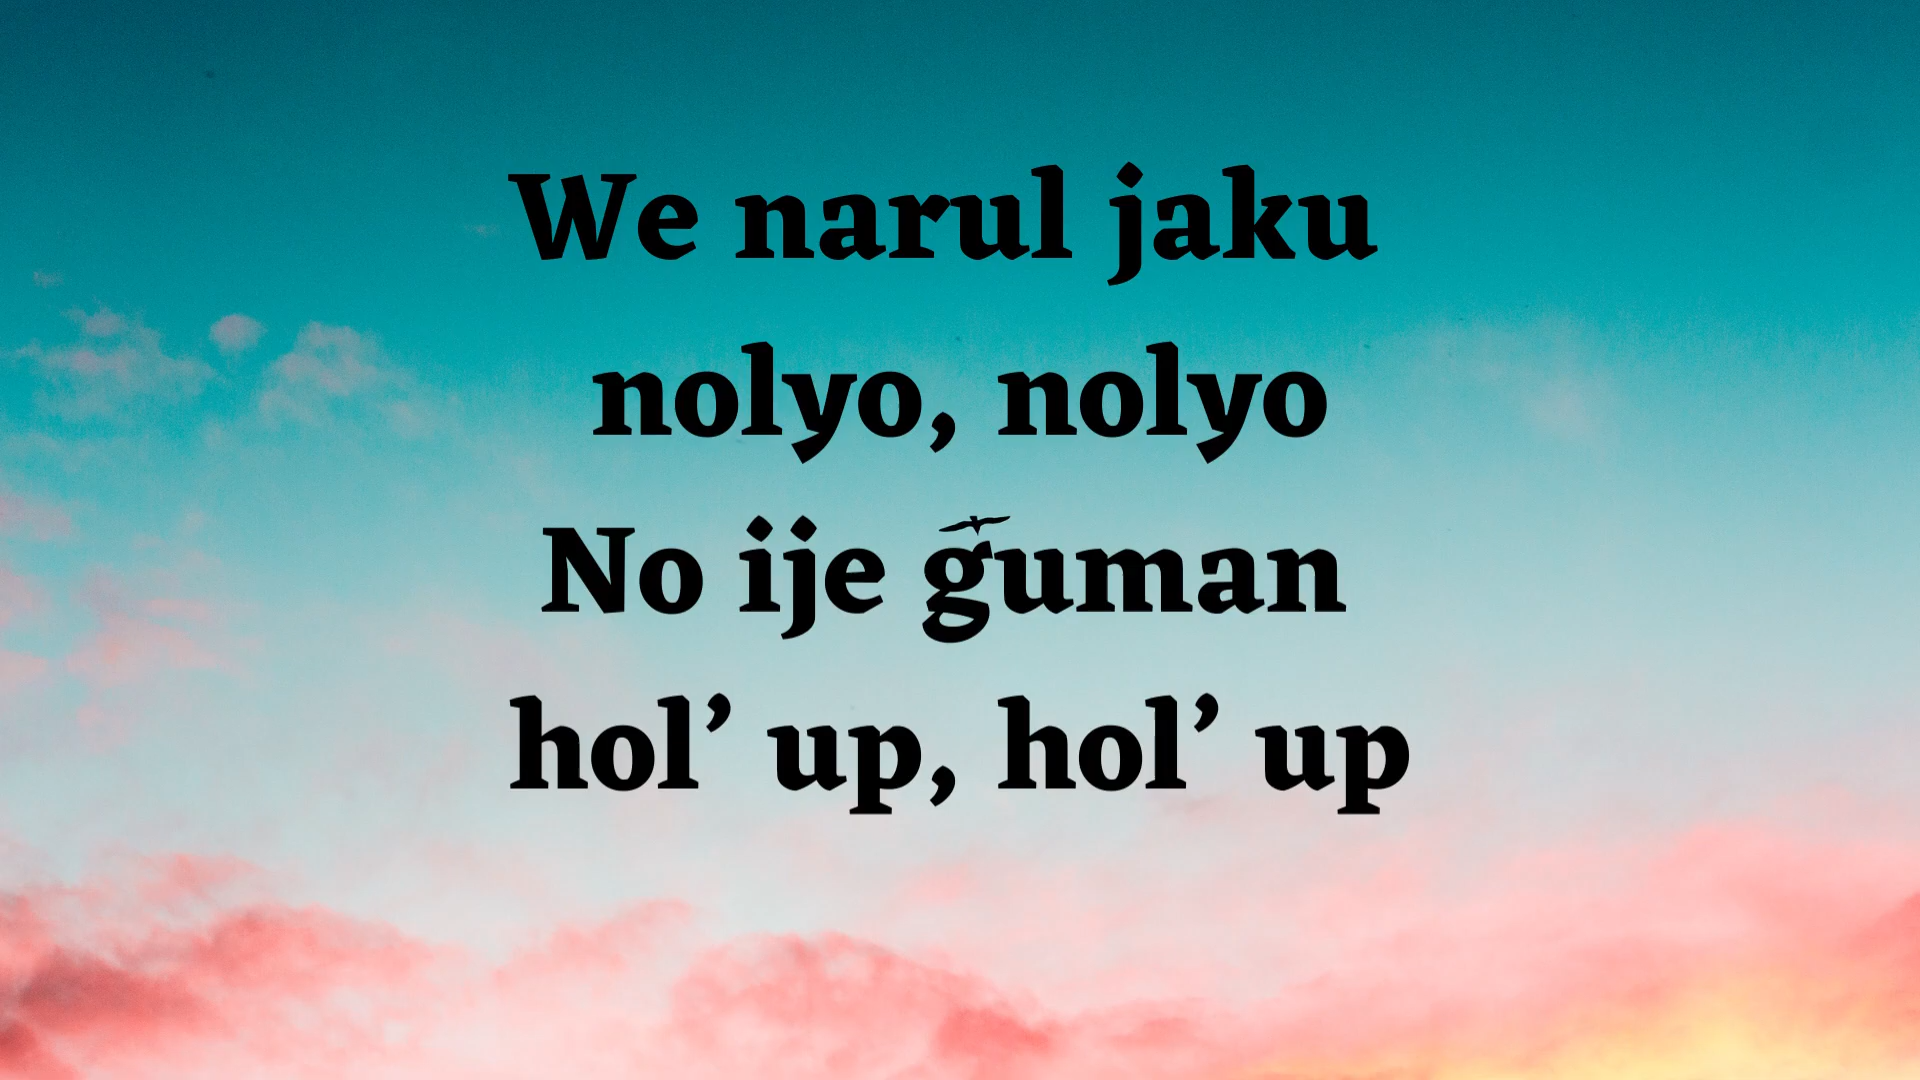 We narul jaku
nolyo, nolyo
No ije guman
hol’ up, hol’ up